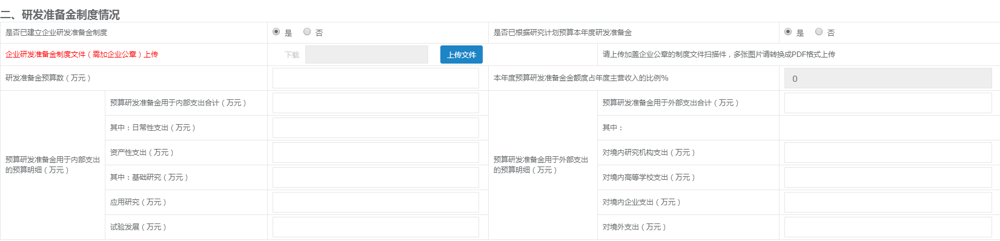 二、研发准备金制度情况
是否已建立企业研发准备金制度 是 否 是否已根据研究计划预算本年度研发准备金 是 否
企业研发准备金制度文件（需加企业公章）上传 下载 上传文件 请上传加盖企业公章的制度文件扫描件，多张图片请转换成PDF格式上传
研发准备金预算数（万元） 本年度预算研发准备金金额度占年度主营收入的比例% 0
预算研发准备金用于内部支出合计（万元） 预算研发准备金用于外部支出合计（万元）
其中：日常性支出（万元） 其中：
预算研发准备金用于内部支出
的预算明细（万元）
资产性支出（万元）
预算研发准备金用于外部支出
的预算明细（万元）
对境内研究机构支出（万元）
其中：基础研究（万元） 对境内高等学校支出（万元）
应用研究（万元） 对境内企业支出（万元）
试验发展（万元） 对境外支出（万元）